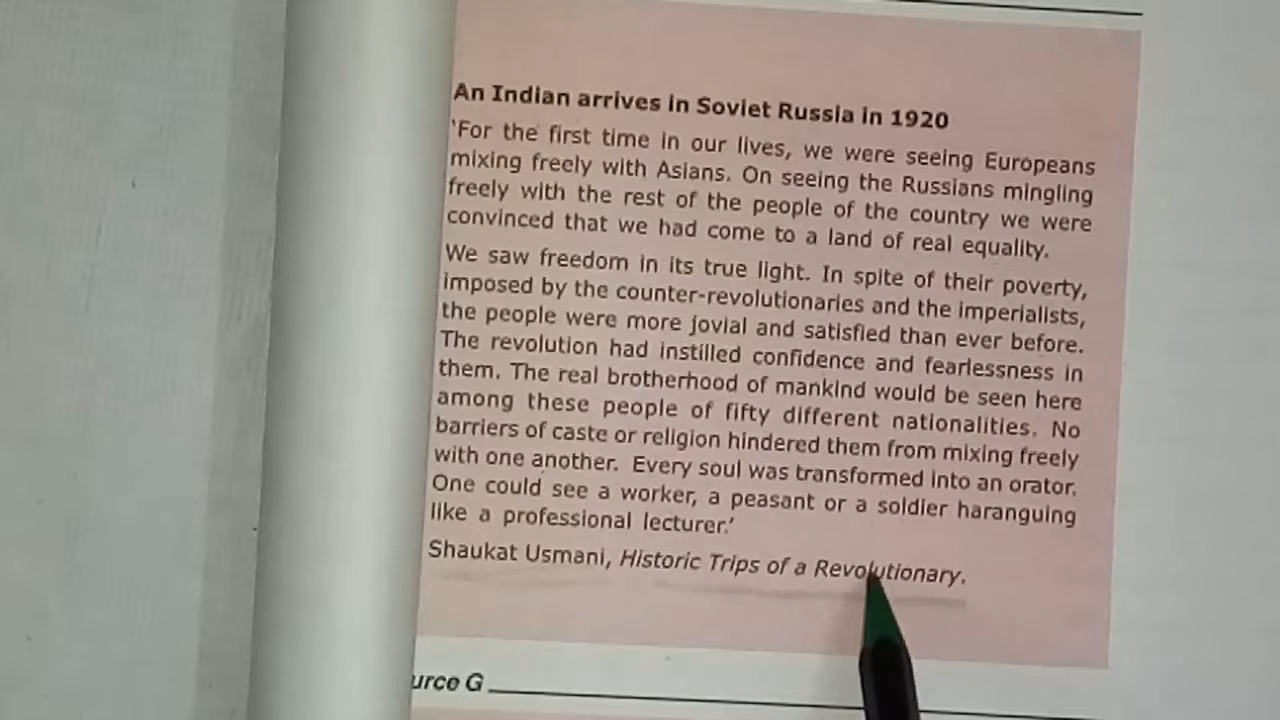 An Indian arrives in Soviet Russia in 1920
‘For the first time in our lives, we were seeing Europeans
mixing freely with Asians. On seeing the Russians mingling
freely with the rest of the people of the country we were
convinced that we had come to a land of real equality.
We saw freedom in its true light. In spite of their poverty,
imposed by the counter-revolutionaries and the imperialists,
the people were more jovial and satisfied than ever before.
The revolution had instilled confidence and fearlessness in
them. The real brotherhood of mankind would be seen here
among these people of fifty different nationalities. No
barriers of caste or religion hindered them from mixing freely
with one another. Every soul was transformed into an orator.
One could see a worker, a peasant or a soldier haranguing
like a professional lecturer.’
Shaukat Usmani, Historic Trips of a Revolutionary.
urce G